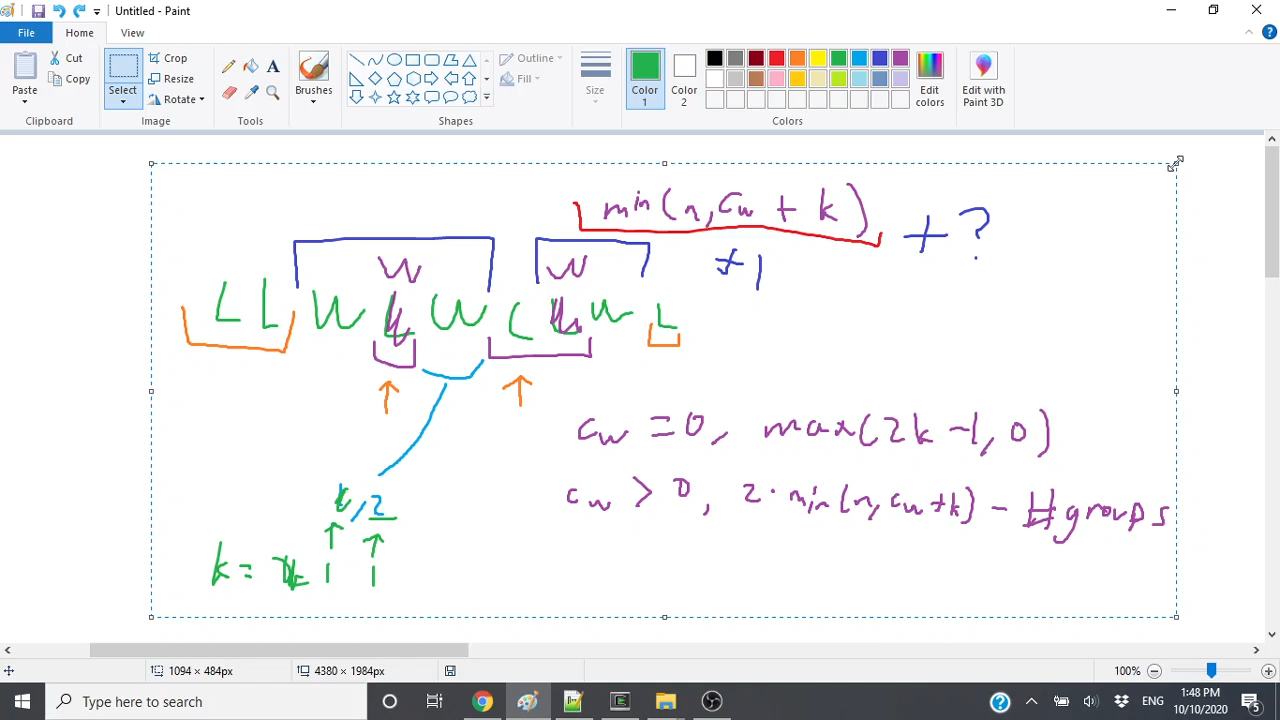 Untitled - Paint
File
Home
View
Paste
Cut
Copy
Clipboard
Select
Crop
Resize
Rotate
Image
Tools
Brushes
Shapes
Outline
Fill
Size
Color 1
Color 2
Edit colors
Edit with Paint 3D
Colors
min(n, cw + k) + ?
+1
W W
L L W L W L L W L
cw = 0, max(2k -1, 0)
cw > 0, 2· min(n, cw+k) - #groups
1, 2
k = 1 1
1094 × 484px
4380 × 1984px
100%
Type here to search
ENG
1:48 PM
10/10/2020
5